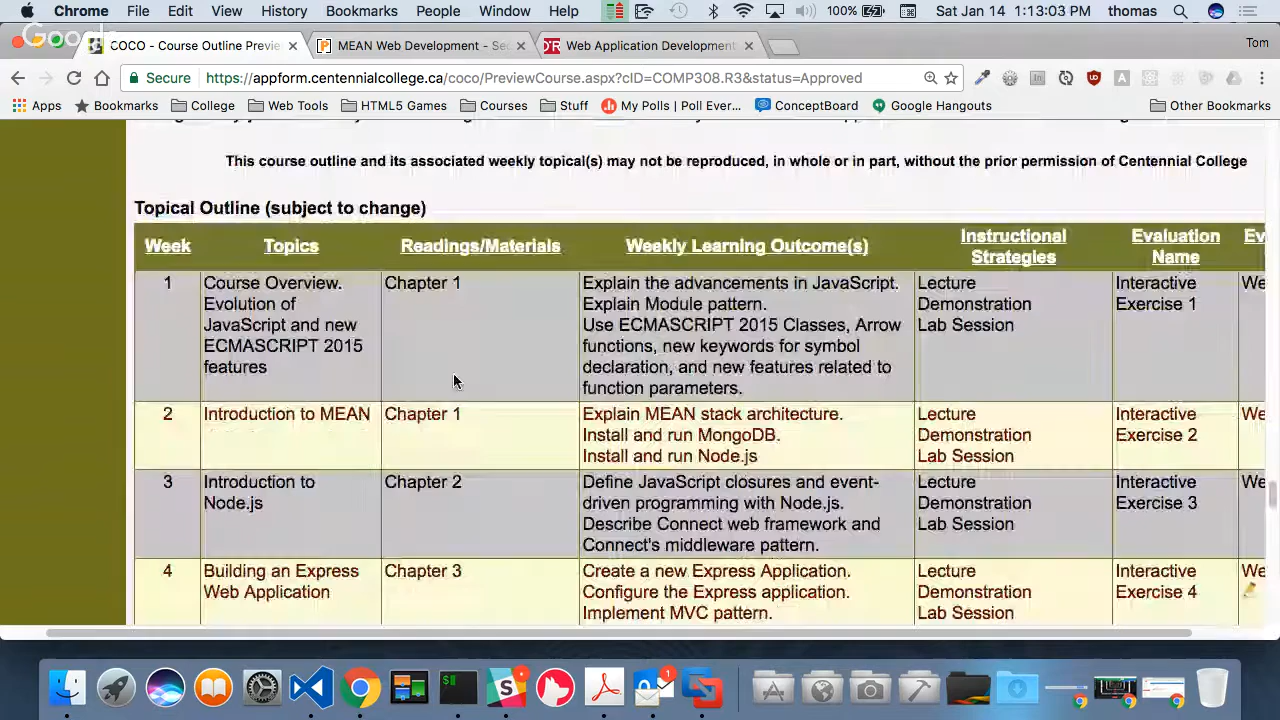 Chrome File Edit View History Bookmarks People Window Help 100% Sat Jan 14 1:13:03 PM thomas
Google
COCO - Course Outline Previe MEAN Web Development - Sec Web Application Development Tom
Secure https://appform.centennialcollege.ca/coco/PreviewCourse.aspx?cID=COMP308.R3&status=Approved
Apps Bookmarks College Web Tools HTML5 Games Courses Stuff My Polls | Poll Ever... ConceptBoard Google Hangouts Other Bookmarks
This course outline and its associated weekly topical(s) may not be reproduced, in whole or in part, without the prior permission of Centennial College
Topical Outline (subject to change)
Week Topics Readings/Materials Weekly Learning Outcome(s) Instructional Strategies Evaluation Name Ev
1 Course Overview. Chapter 1 Explain the advancements in JavaScript. Lecture Interactive We
Evolution of Explain Module pattern. Demonstration Exercise 1
JavaScript and new Use ECMASCRIPT 2015 Classes, Arrow Lab Session
ECMASCRIPT 2015 functions, new keywords for symbol
features declaration, and new features related to
function parameters.
2 Introduction to MEAN Chapter 1 Explain MEAN stack architecture. Lecture Interactive We
Install and run MongoDB. Demonstration Exercise 2
Install and run Node.js Lab Session
3 Introduction to Chapter 2 Define JavaScript closures and event- Lecture Interactive We
Node.js driven programming with Node.js. Demonstration Exercise 3
Describe Connect web framework and Lab Session
Connect's middleware pattern.
4 Building an Express Chapter 3 Create a new Express Application. Lecture Interactive We
Web Application Configure the Express application. Demonstration Exercise 4
Implement MVC pattern. Lab Session
1